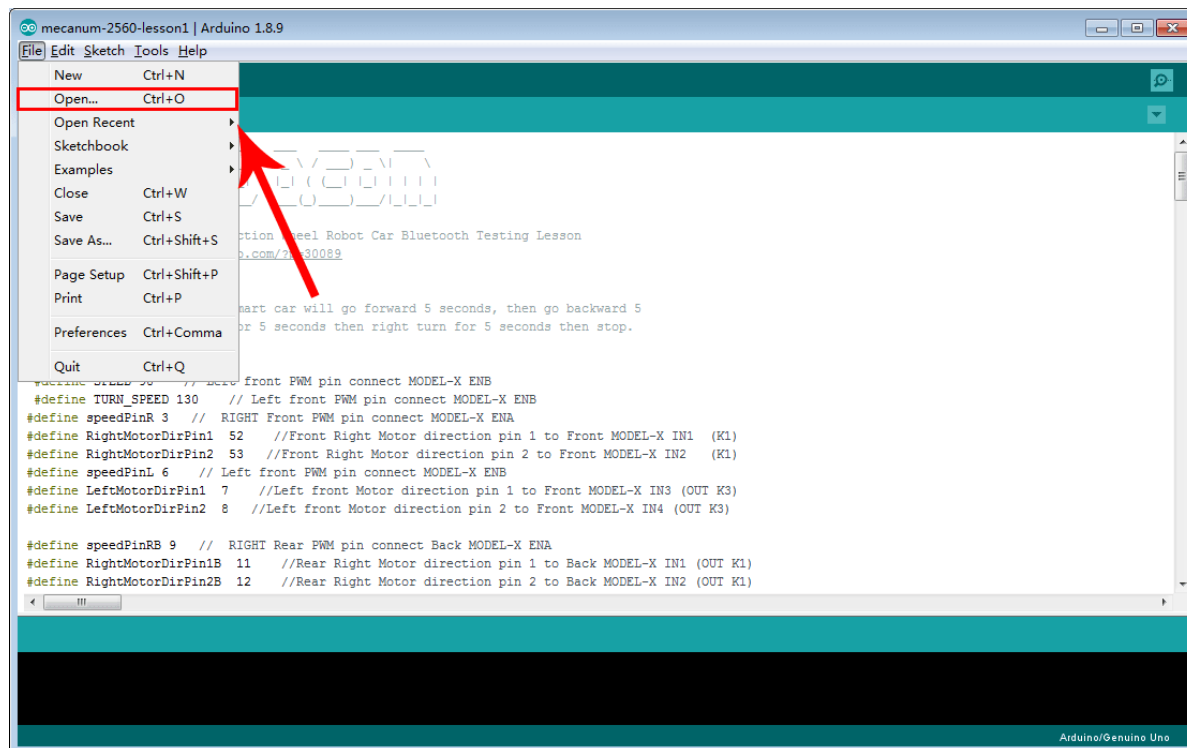 mecanum-2560-lesson1 | Arduino 1.8.9
File Edit Sketch Tools Help
New Ctrl+N
Open... Ctrl+O
Open Recent
Sketchbook
Examples
Close Ctrl+W
Save Ctrl+S
Save As... Ctrl+Shift+S
Page Setup Ctrl+Shift+P
Print Ctrl+P
Preferences Ctrl+Comma
Quit Ctrl+Q
Robot Car Bluetooth Testing Lesson
mart car will go forward 5 seconds, then go backward 5
or 5 seconds then right turn for 5 seconds then stop.
front PWM pin connect MODEL-X ENB
#define TURN_SPEED 130 // Left front PWM pin connect MODEL-X ENB
#define speedPinR 3 // RIGHT Front PWM pin connect MODEL-X ENA
#define RightMotorDirPin1 52 //Front Right Motor direction pin 1 to Front MODEL-X IN1 (K1)
#define RightMotorDirPin2 53 //Front Right Motor direction pin 2 to Front MODEL-X IN2 (K1)
#define speedPinL 6 // Left front PWM pin connect MODEL-X ENB
#define LeftMotorDirPin1 7 //Left front Motor direction pin 1 to Front MODEL-X IN3 (OUT K3)
#define LeftMotorDirPin2 8 //Left front Motor direction pin 2 to Front MODEL-X IN4 (OUT K3)
#define speedPinRB 9 // RIGHT Rear PWM pin connect Back MODEL-X ENA
#define RightMotorDirPin1B 11 //Rear Right Motor direction pin 1 to Back MODEL-X IN1 (OUT K1)
#define RightMotorDirPin2B 12 //Rear Right Motor direction pin 2 to Back MODEL-X IN2 (OUT K1)
Arduino/Genuino Uno